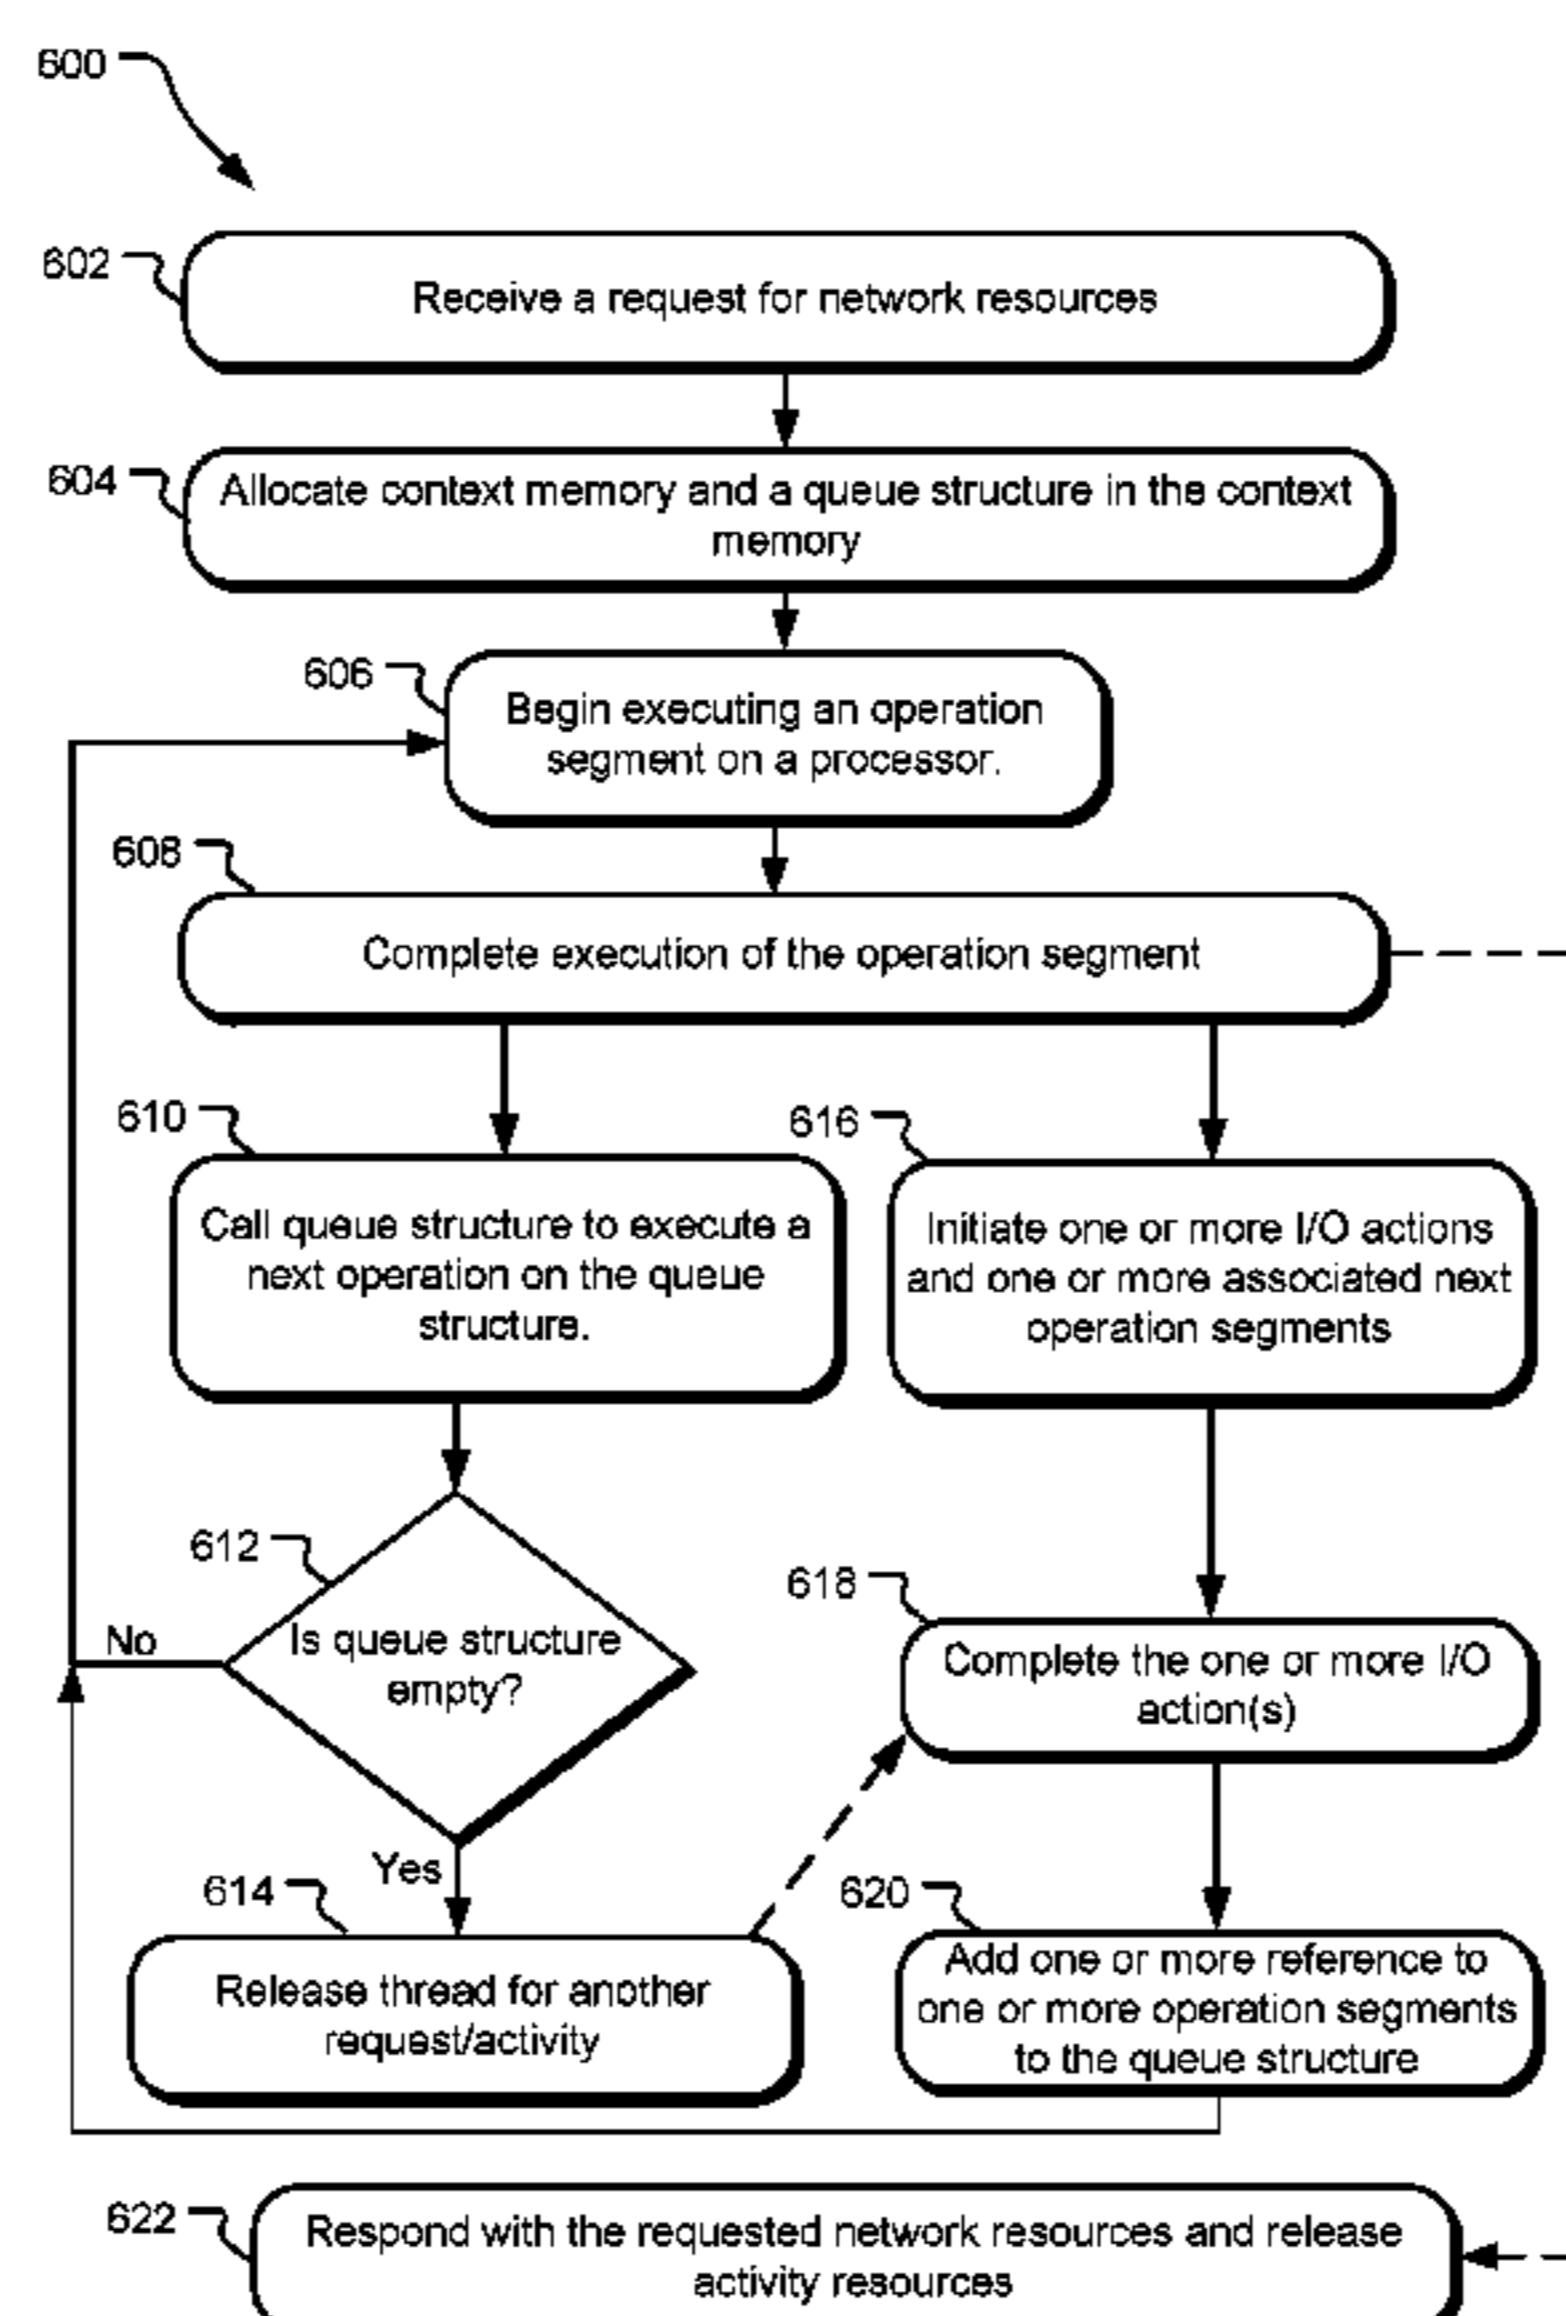 600
602
Receive a request for network resources
604
Allocate context memory and a queue structure in the context
memory
606
Begin executing an operation
segment on a processor.
608
Complete execution of the operation segment
610
Call queue structure to execute a
next operation on the queue
structure.
616
Initiate one or more I/O actions
and one or more associated next
operation segments
612
Is queue structure
empty?
No
Yes
618
Complete the one or more I/O
action(s)
614
Release thread for another
request/activity
620
Add one or more reference to
one or more operation segments
to the queue structure
622
Respond with the requested network resources and release
activity resources